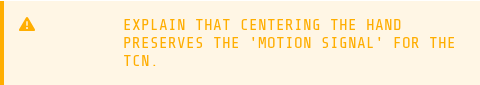 EXPLAIN THAT CENTERING THE HAND
PRESERVES THE 'MOTION SIGNAL' FOR THE
TCN.